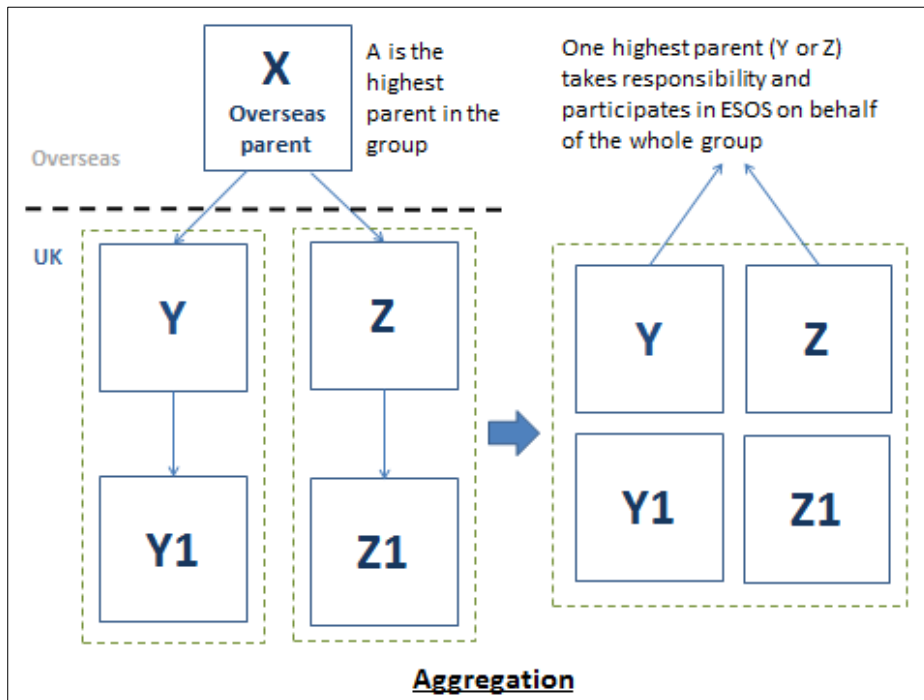 X
Overseas
parent
A is the
highest
parent in the
group
One highest parent (Y or Z)
takes responsibility and
participates in ESOS on behalf
of the whole group
Overseas
UK
Y
Z
Y1
Z1
Y
Z
Y1
Z1
Aggregation